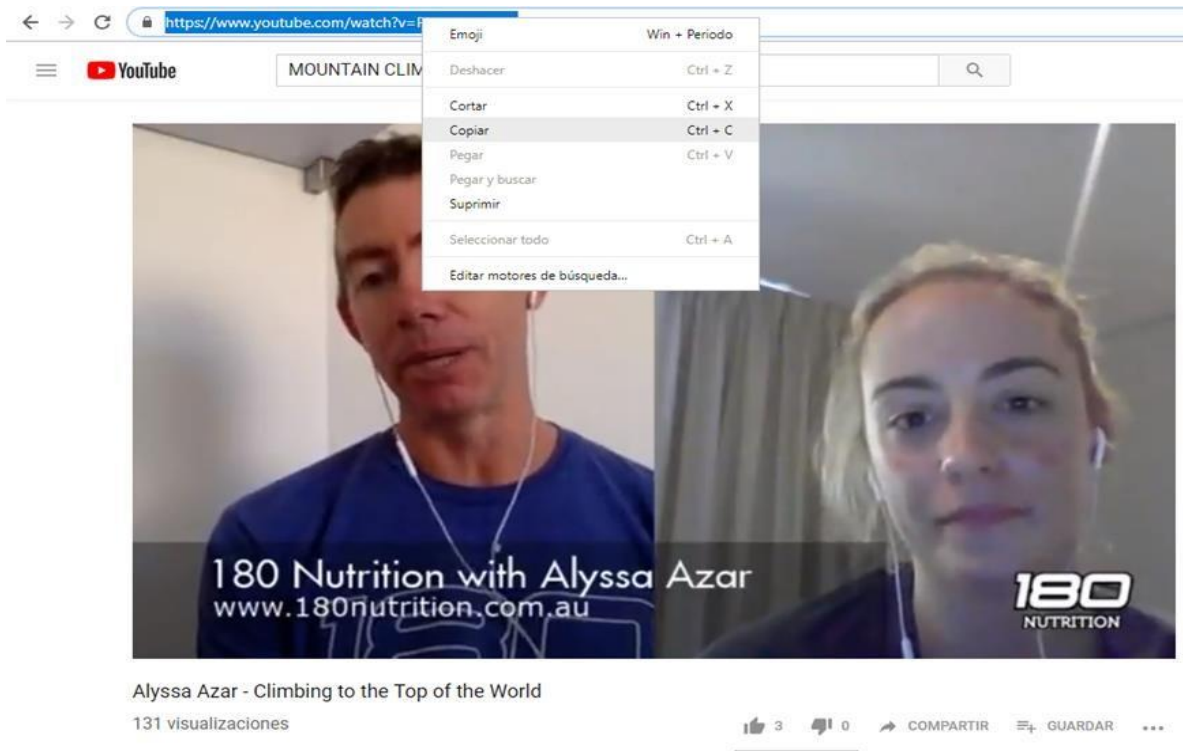 https://www.youtube.com/watch?v=
YouTube
MOUNTAIN CLIM
Emoji Win + Periodo
Deshacer Ctrl + Z
Cortar Ctrl + X
Copiar Ctrl + C
Pegar Ctrl + V
Pegar y buscar
Suprimir
Seleccionar todo Ctrl + A
Editar motores de búsqueda...
180 Nutrition with Alyssa Azar
www.180nutrition.com.au
180
NUTRITION
180
Alyssa Azar - Climbing to the Top of the World
131 visualizaciones
3 0 COMPARTIR GUARDAR